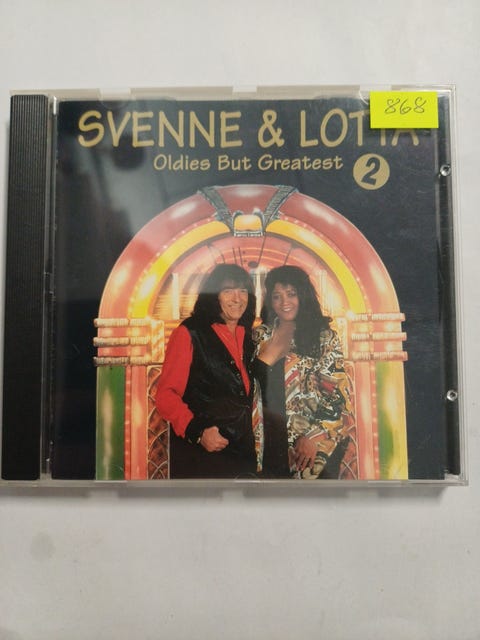 868
SVENNE & LOTTA
Oldies But Greatest
2